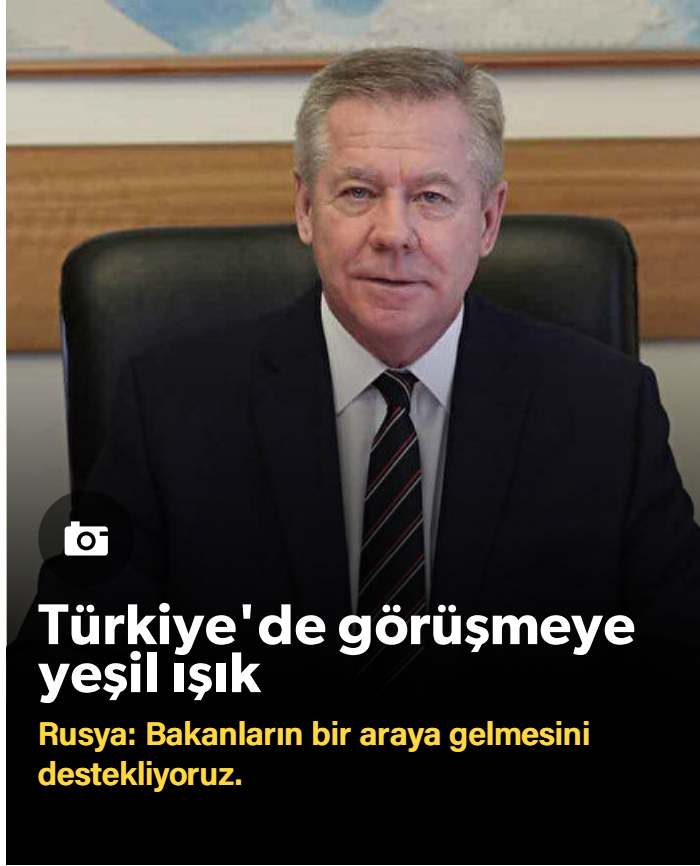 Türkiye'de görüşmeye
yeşil ışık
Rusya: Bakanların bir araya gelmesini
destekliyoruz.